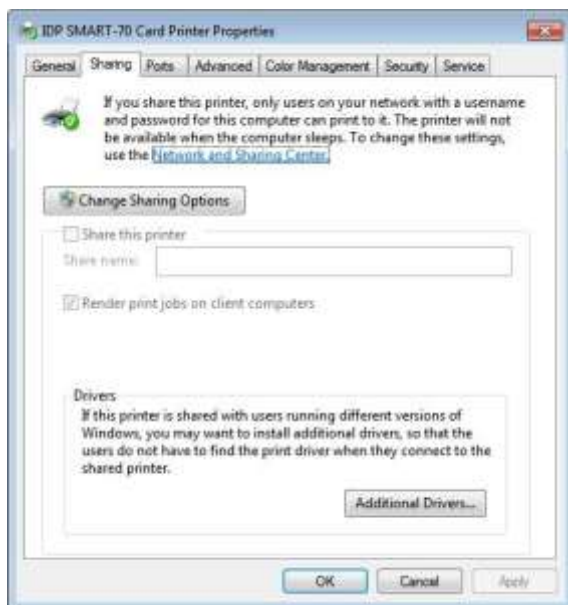 IDP SMART-70 Card Printer Properties
General Sharing Ports Advanced Color Management Security Service
If you share this printer, only users on your network with a username
and password for this computer can print to it. The printer will not
be available when the computer sleeps. To change these settings,
use the Network and Sharing Center.
Change Sharing Options
Share this printer
Share name:
Render print jobs on client computers
Drivers
If this printer is shared with users running different versions of
Windows, you may want to install additional drivers, so that the
users do not have to find the print driver when they connect to the
shared printer.
Additional Drivers...
OK Cancel Apply